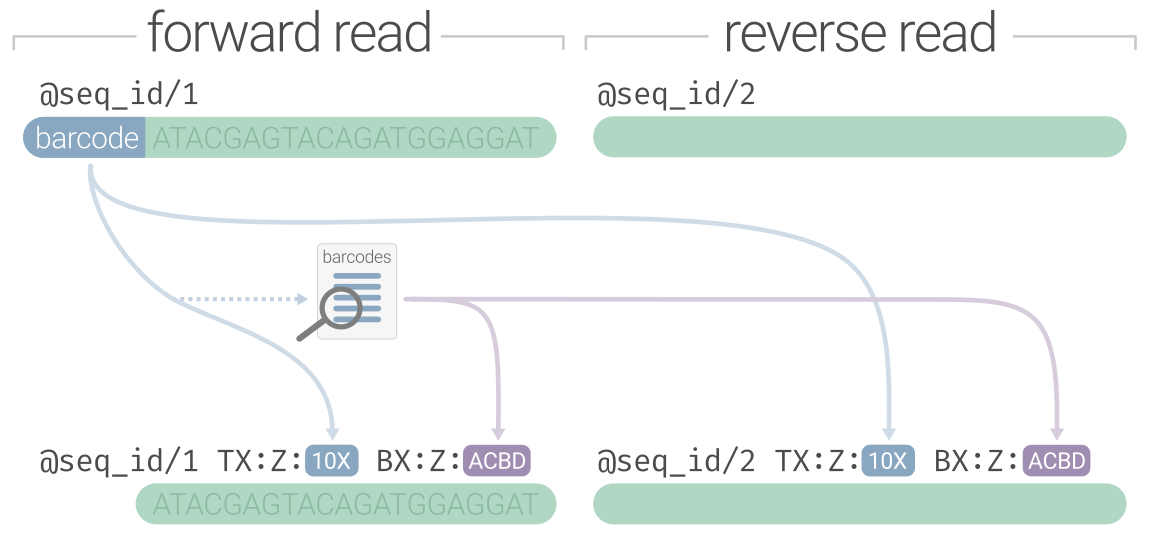 forward read
reverse read
@seq_id/1
@seq_id/2
barcode ATACGAGTACAGATGGAGGAT
barcodes
@seq_id/1 TX:Z:10X BX:Z:ACBD
@seq_id/2 TX:Z:10X BX:Z:ACBD
ATACGAGTACAGATGGAGGAT